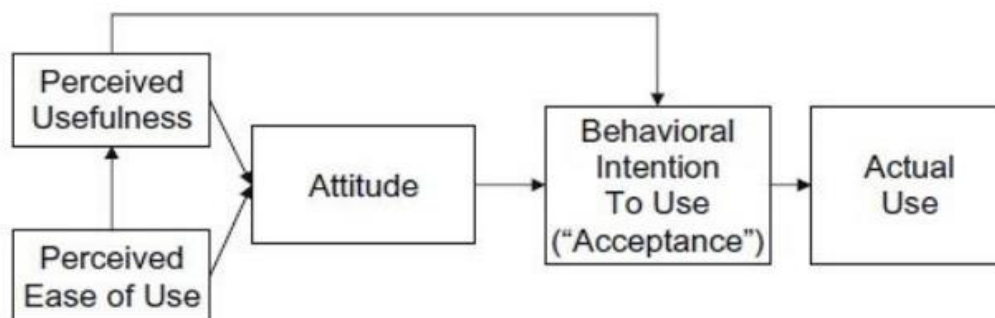 Perceived
Usefulness
Attitude
Perceived
Ease of Use
Behavioral
Intention
To Use
(“Acceptance”)
Actual
Use